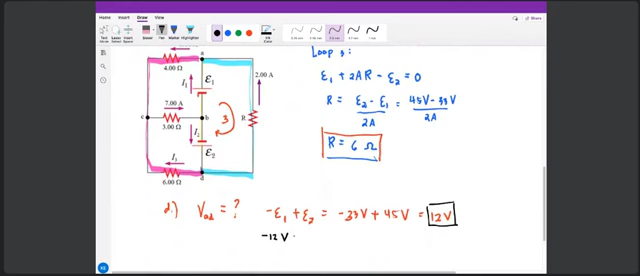 Home Insert Draw View
a
Loop 3:
4.00 Ω
I₁
ε₁
2.00 A
ε₁ + 2AR − ε₂ = 0
7.00 A
R = (ε₂ − ε₁)/2A = (45V − 33V)/2A
c
b
3
R
3.00 Ω
I₂
ε₂
R = 6 Ω
I₃
6.00 Ω
d
d.) V_ad = ? −ε₁ + ε₂ = −33V + 45V = 12V
−12V